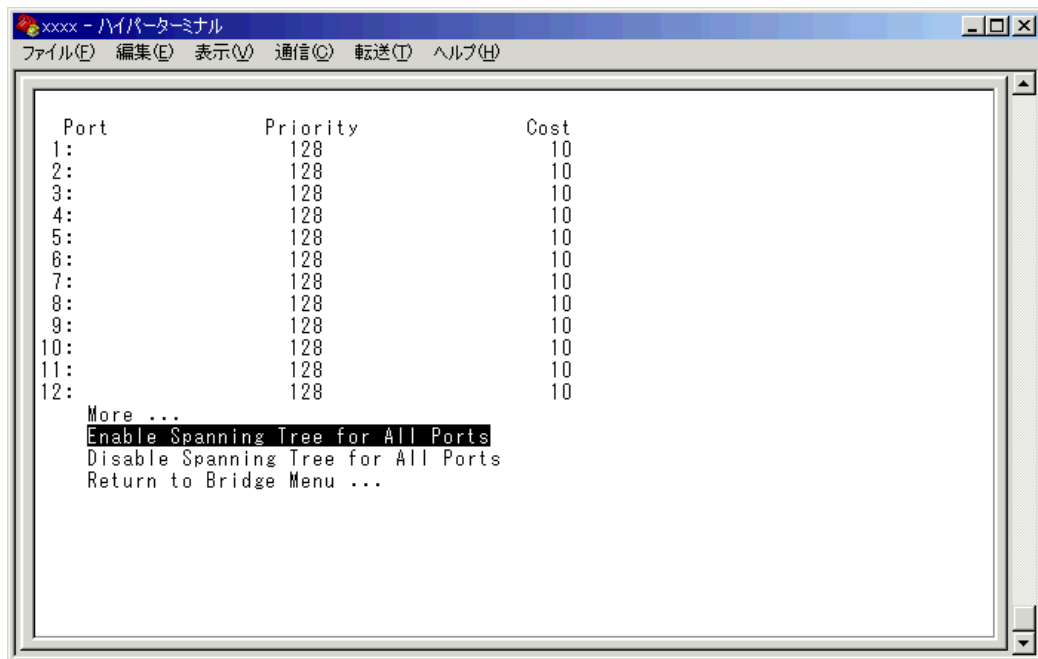 xxxx - ハイパーターミナル
ファイル(F) 編集(E) 表示(V) 通信(C) 転送(T) ヘルプ(H)
Port Priority Cost
1: 128 10
2: 128 10
3: 128 10
4: 128 10
5: 128 10
6: 128 10
7: 128 10
8: 128 10
9: 128 10
10: 128 10
11: 128 10
12: 128 10
More ...
Enable Spanning Tree for All Ports
Disable Spanning Tree for All Ports
Return to Bridge Menu ...